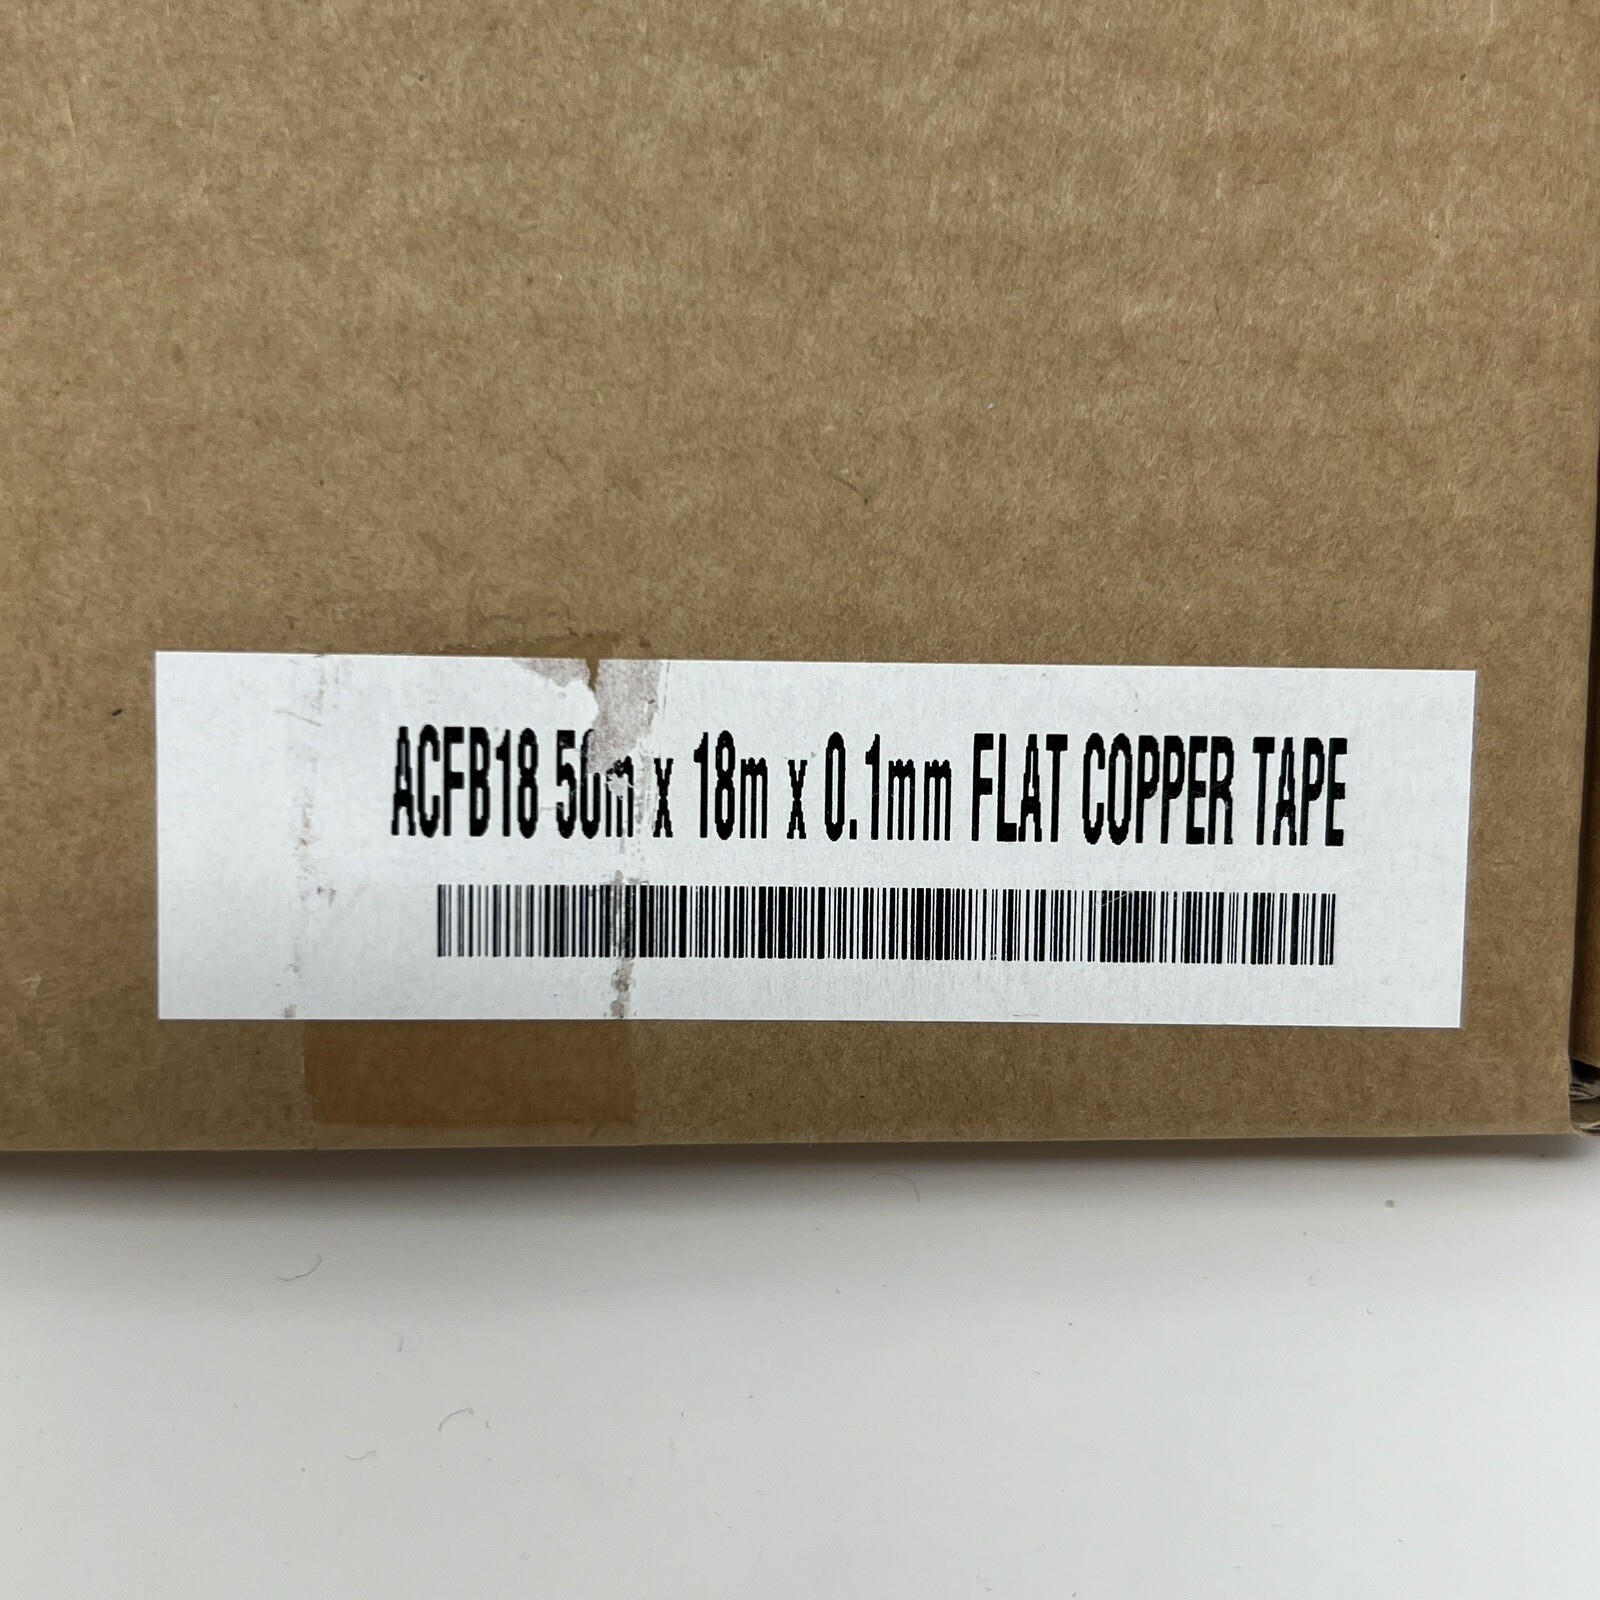 ACFB18 50m x 18m x 0.1mm FLAT COPPER TAPE